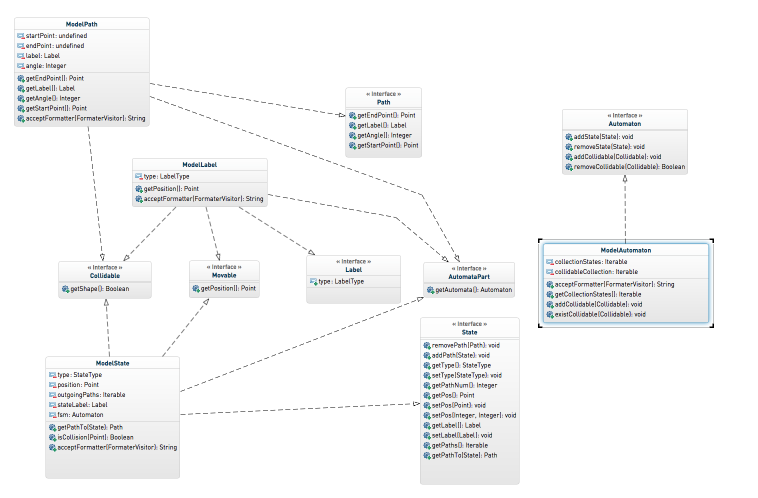 ModelPath
startPoint: undefined
endPoint: undefined
label: Label
angle: Integer
getEndPoint(): Point
getLabel(): Label
getAngle(): Integer
getStartPoint(): Point
acceptFormatter(FormaterVisitor): String
« Interface »
Path
getEndPoint(): Point
getLabel(): Label
getAngle(): Integer
getStartPoint(): Point
« Interface »
Automaton
addState(State): void
removeState(State): void
addCollidable(Collidable): void
removeCollidable(Collidable): Boolean
ModelLabel
type: LabelType
getPosition(): Point
acceptFormatter(FormaterVisitor): String
« Interface »
Collidable
getShape(): Boolean
« Interface »
Movable
getPosition(): Point
« Interface »
Label
type: LabelType
« Interface »
AutomataPart
getAutomata(): Automaton
ModelAutomaton
collectionStates: Iterable
collidableCollection: Iterable
acceptFormatter(FormaterVisitor): String
getCollectionStates(): Iterable
addCollidable(Collidable): void
existCollidable(Collidable): void
ModelState
type: StateType
position: Point
outgoingPaths: Iterable
stateLabel: Label
fsm: Automaton
getPathTo(State): Path
isCollision(Point): Boolean
acceptFormatter(FormaterVisitor): String
« Interface »
State
removePath(Path): void
addPath(State): void
getType(): StateType
setType(StateType): void
getPathNum(): Integer
getPos(): Point
setPos(Point): void
setPos(Integer, Integer): void
getLabel(): Label
setLabel(Label): void
getPaths(): Iterable
getPathTo(State): Path